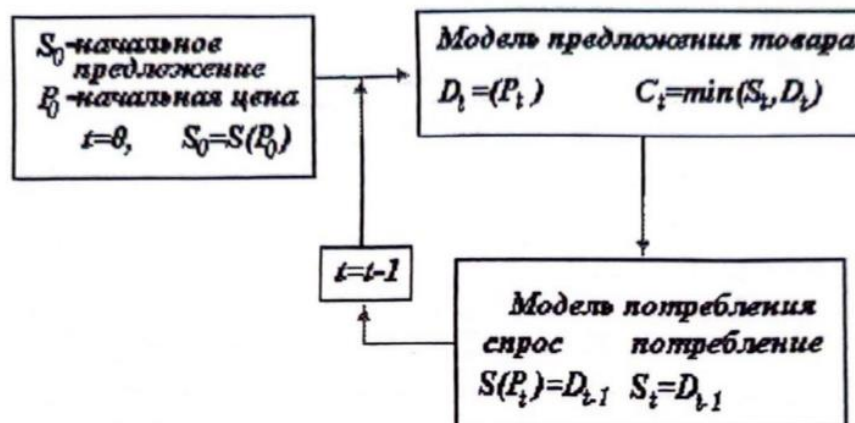 S₀-начальное
предложение
P₀-начальная цена
t=0, S₀=S(P₀)
Модель предложения товара
Dₜ=(Pₜ) Cₜ=min(Sₜ,Dₜ)
t=t-1
Модель потребления
спрос потребление
S(Pₜ)=Dₜ₋₁ Sₜ=Dₜ₋₁